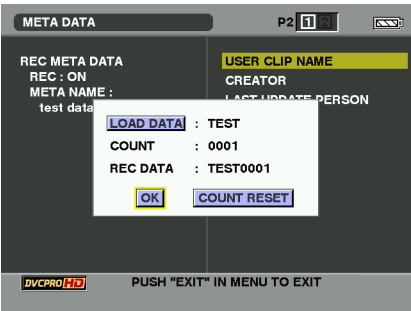 META DATA
P2 1 2
REC META DATA
REC : ON
META NAME :
test data
USER CLIP NAME
CREATOR
LAST UPDATE PERSON
LOAD DATA : TEST
COUNT : 0001
REC DATA : TEST0001
OK COUNT RESET
DVCPRO HD PUSH "EXIT" IN MENU TO EXIT